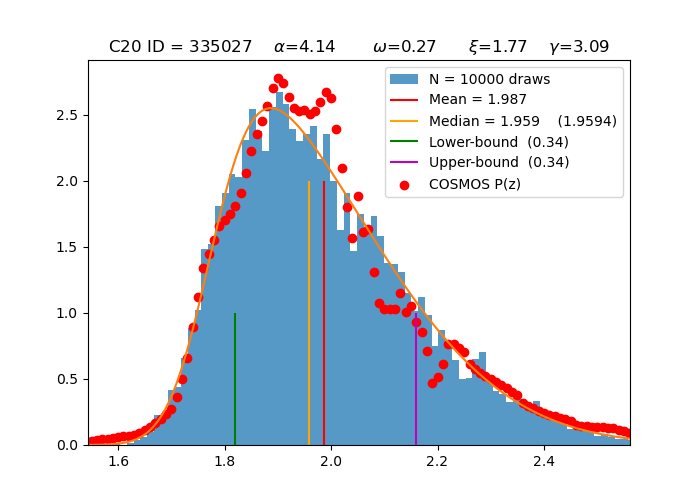 C20 ID = 335027 α=4.14 ω=0.27 ξ=1.77 γ=3.09
N = 10000 draws
Mean = 1.987
Median = 1.959 (1.9594)
Lower-bound (0.34)
Upper-bound (0.34)
COSMOS P(z)
2.5
2.0
1.5
1.0
0.5
0.0
1.6 1.8 2.0 2.2 2.4